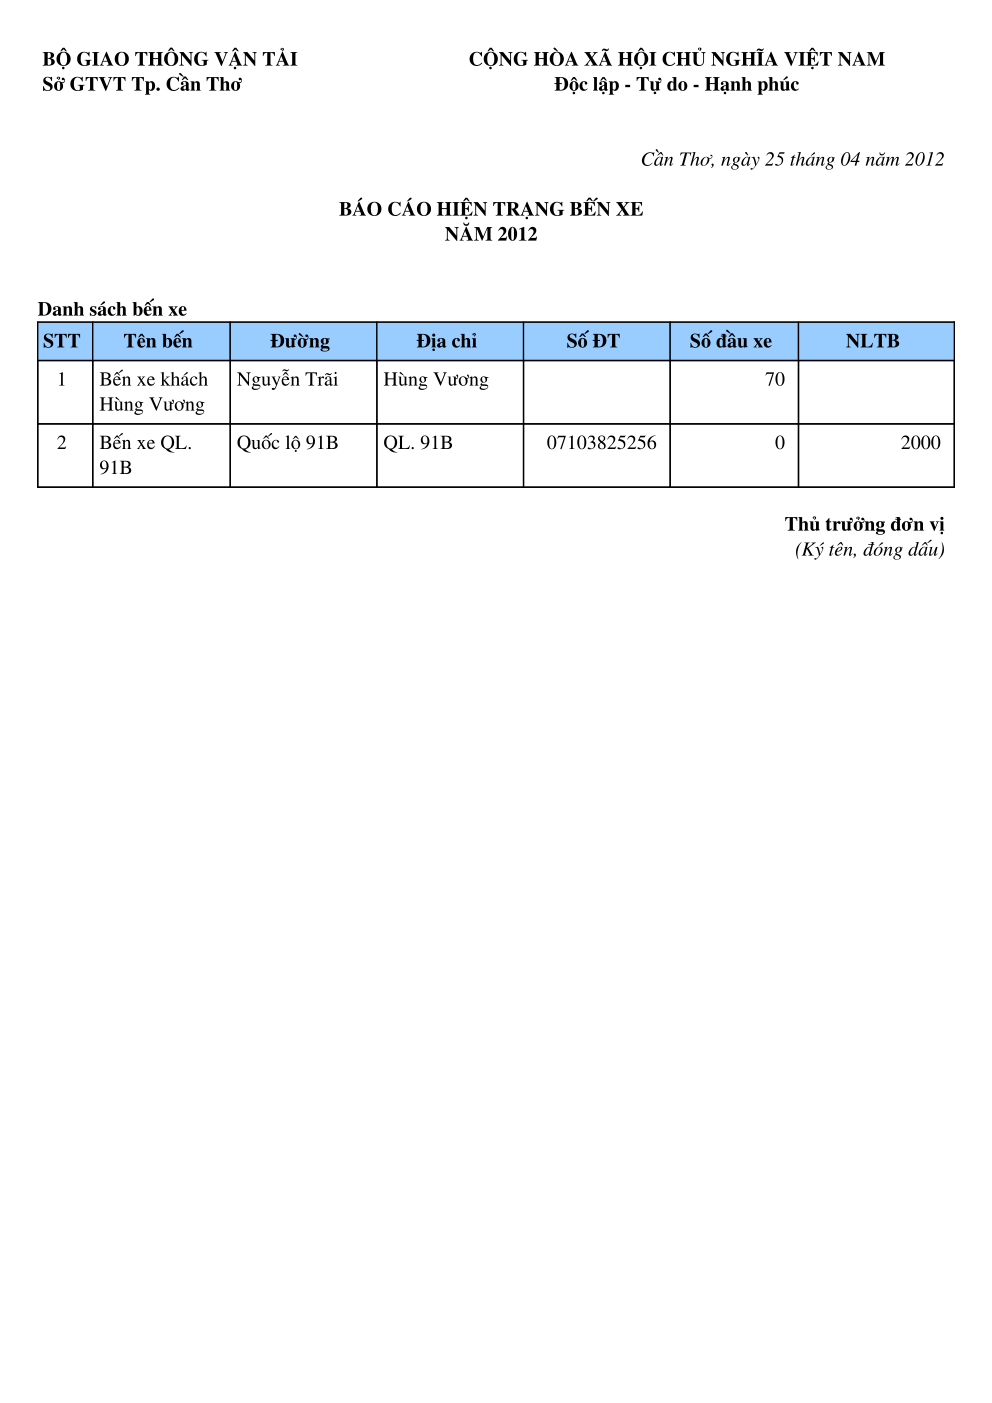 BỘ GIAO THÔNG VẬN TẢI
Sở GTVT Tp. Cần Thơ
CỘNG HÒA XÃ HỘI CHỦ NGHĨA VIỆT NAM
Độc lập - Tự do - Hạnh phúc
Cần Thơ, ngày 25 tháng 04 năm 2012
BÁO CÁO HIỆN TRẠNG BẾN XE
NĂM 2012
Danh sách bến xe
STT Tên bến Đường Địa chỉ Số ĐT Số đầu xe NLTB
1 Bến xe khách Nguyễn Trãi Hùng Vương 70
Hùng Vương
2 Bến xe QL. Quốc lộ 91B QL. 91B 07103825256 0 2000
91B
Thủ trưởng đơn vị
(Ký tên, đóng dấu)